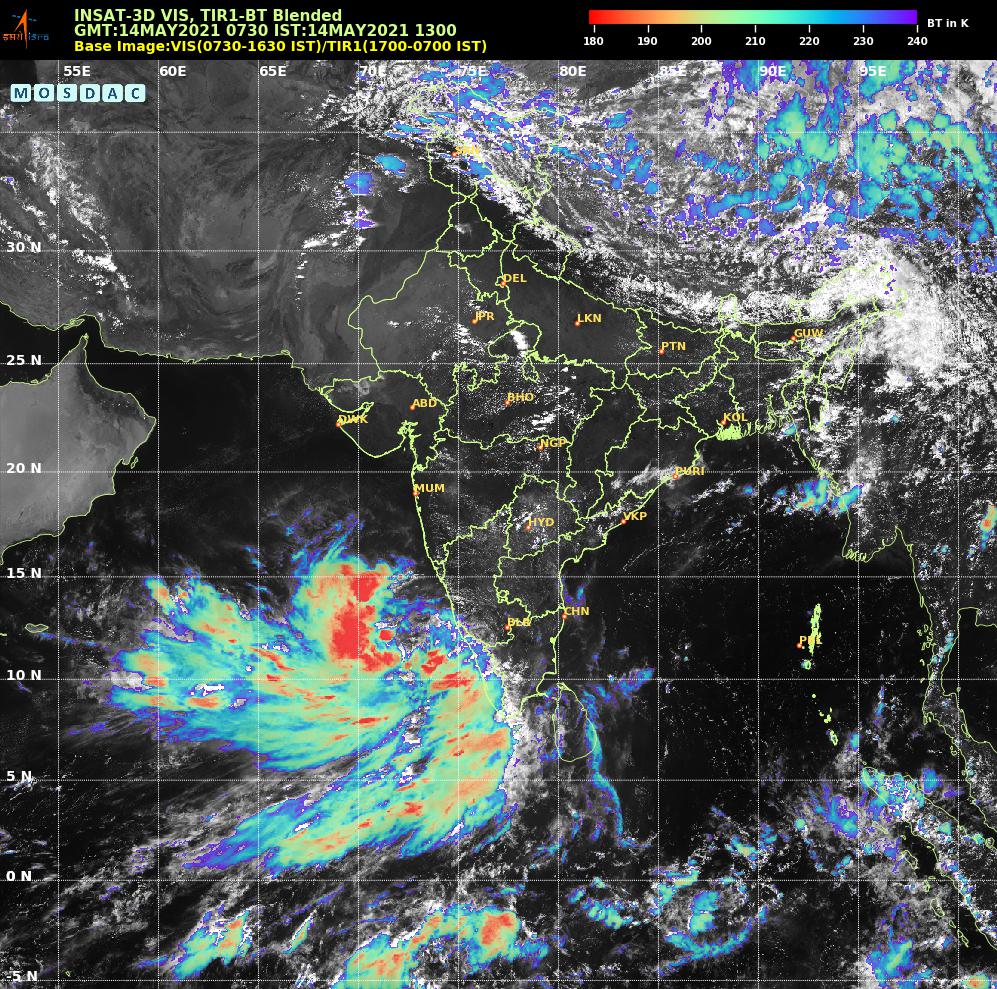 INSAT-3D VIS, TIR1-BT Blended
GMT:14MAY2021 0730 IST:14MAY2021 1300
Base Image:VIS(0730-1630 IST)/TIR1(1700-0700 IST)
BT in K
180 190 200 210 220 230 240
55E 60E 65E 70E 75E 80E 85E 90E 95E
MOSDAC
30 N
DEL
JPR
LKN
GUW
PTN
25 N
BHO
ABD
DWK
KOL
NGP
20 N
PURI
MUM
VKP
HYD
15 N
CHN
BLR
10 N
5 N
0 N
-5 N